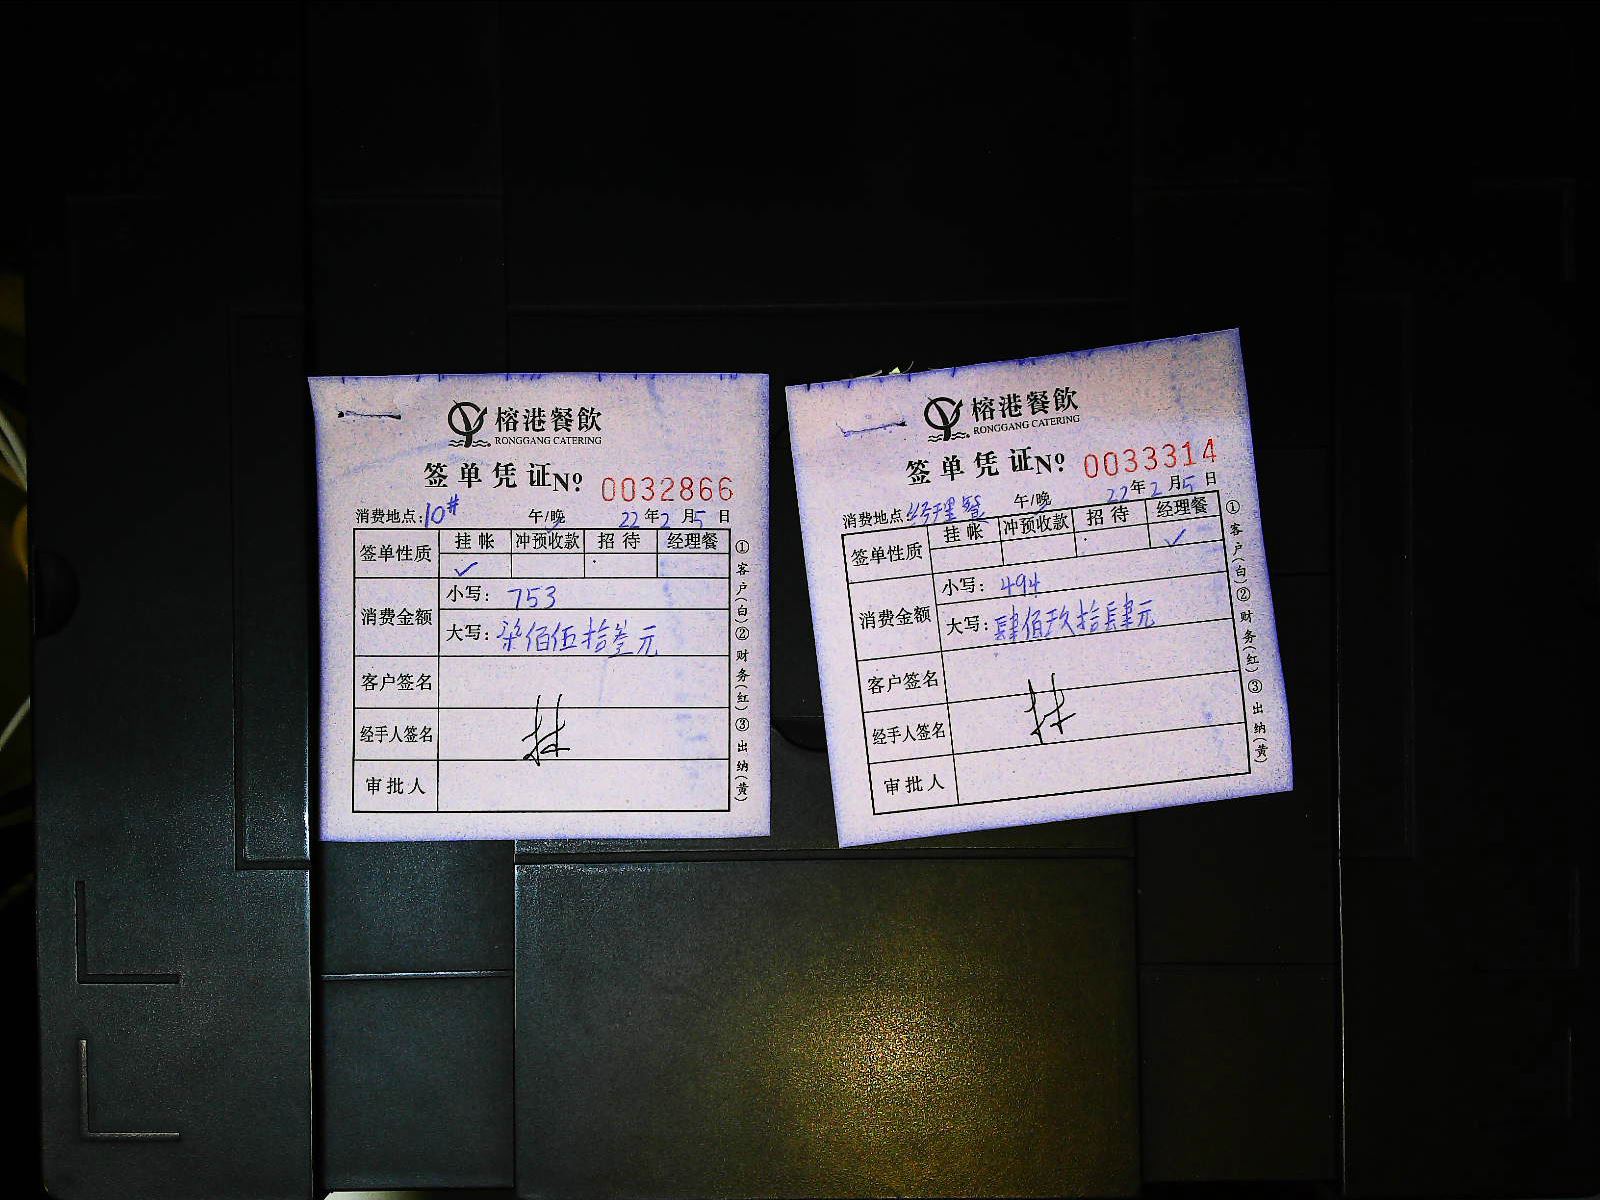 榕港餐飲
RONGGANG CATERING
签单凭证 Nº 0032866
消费地点:10# 午/晚 22年2月5日
签单性质 挂帐 冲预收款 招待 经理餐
✓
消费金额 小写: 753
大写: 柒佰伍拾叁元
客户签名
经手人签名
审批人
①客户(白)②财务(红)③出纳(黄)
榕港餐飲
RONGGANG CATERING
签单凭证 Nº 0033314
消费地点:经理餐 午/晚 22年2月5日
签单性质 挂帐 冲预收款 招待 经理餐
✓
消费金额 小写: 494
大写: 肆佰玖拾肆元
客户签名
经手人签名
审批人
①客户(白)②财务(红)③出纳(黄)